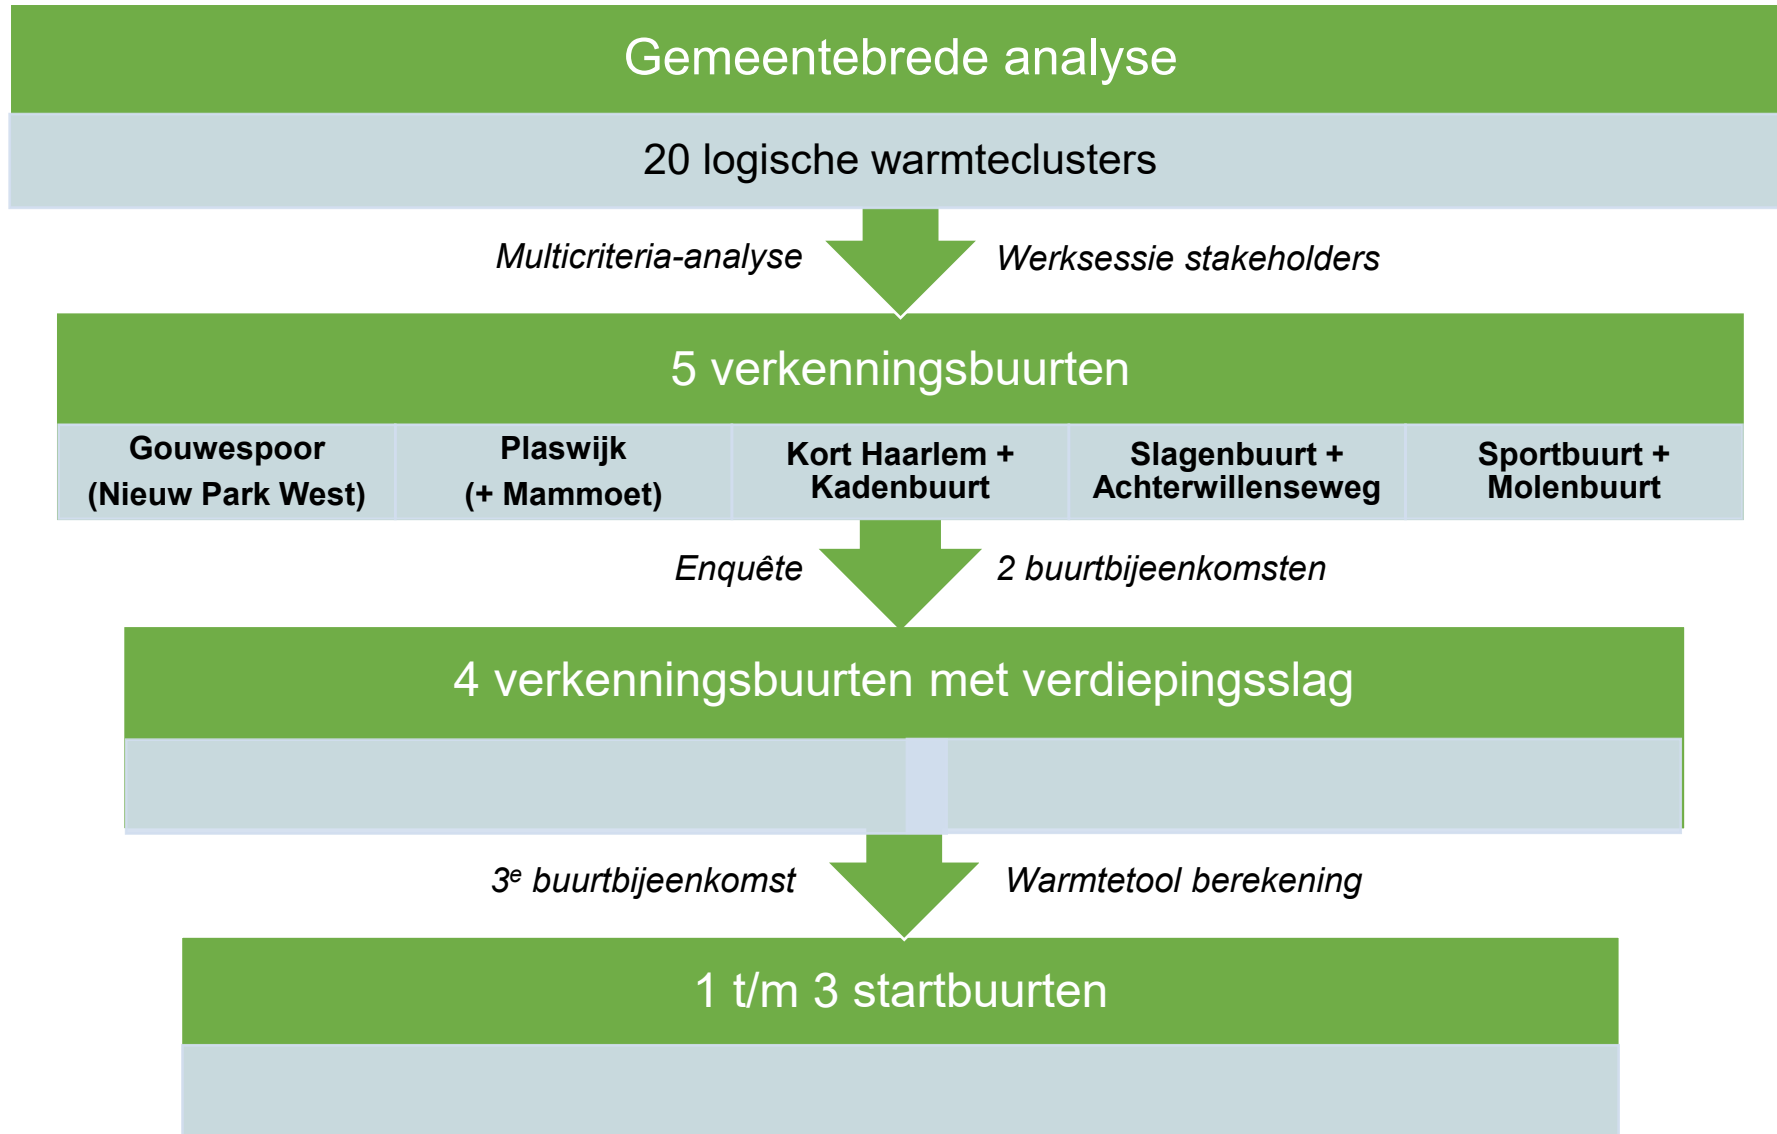 Gemeentebrede analyse
20 logische warmteclusters
Multicriteria-analyse
Werksessie stakeholders
5 verkenningsbuurten
Gouwespoor
(Nieuw Park West)
Plaswijk
(+ Mammoet)
Kort Haarlem +
Kadenbuurt
Slagenbuurt +
Achterwillenseweg
Sportbuurt +
Molenbuurt
Enquête
2 buurtbijeenkomsten
4 verkenningsbuurten met verdiepingsslag
3e buurtbijeenkomst
Warmtetool berekening
1 t/m 3 startbuurten